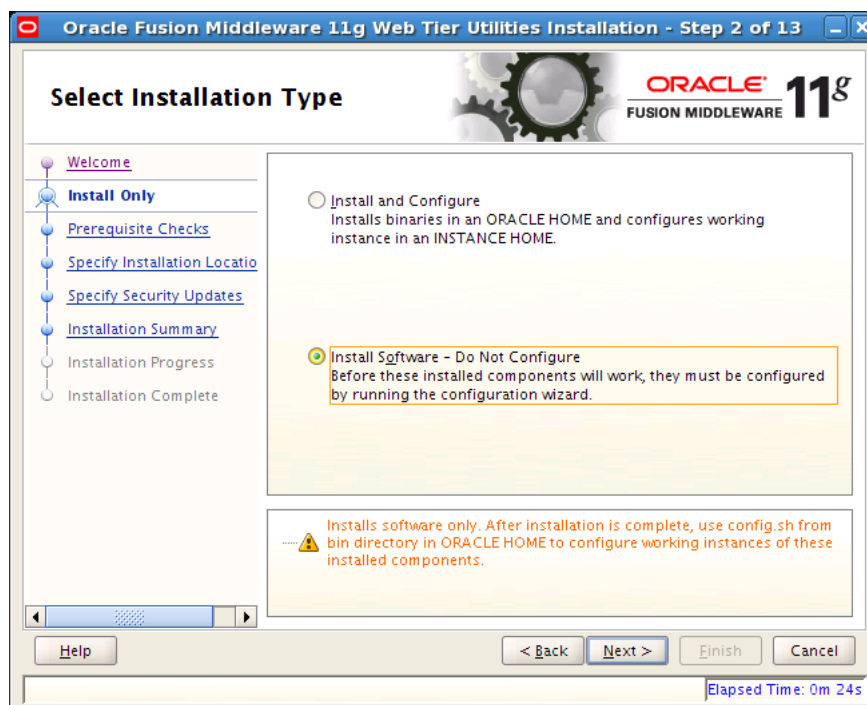 Oracle Fusion Middleware 11g Web Tier Utilities Installation - Step 2 of 13
Select Installation Type
ORACLE
FUSION MIDDLEWARE
11g
Welcome
Install Only
Prerequisite Checks
Specify Installation Locatio
Specify Security Updates
Installation Summary
Installation Progress
Installation Complete
Install and Configure
Installs binaries in an ORACLE HOME and configures working
instance in an INSTANCE HOME.
Install Software - Do Not Configure
Before these installed components will work, they must be configured
by running the configuration wizard.
Installs software only. After installation is complete, use config.sh from
bin directory in ORACLE HOME to configure working instances of these
installed components.
Help
< Back
Next >
Finish
Cancel
Elapsed Time: 0m 24s